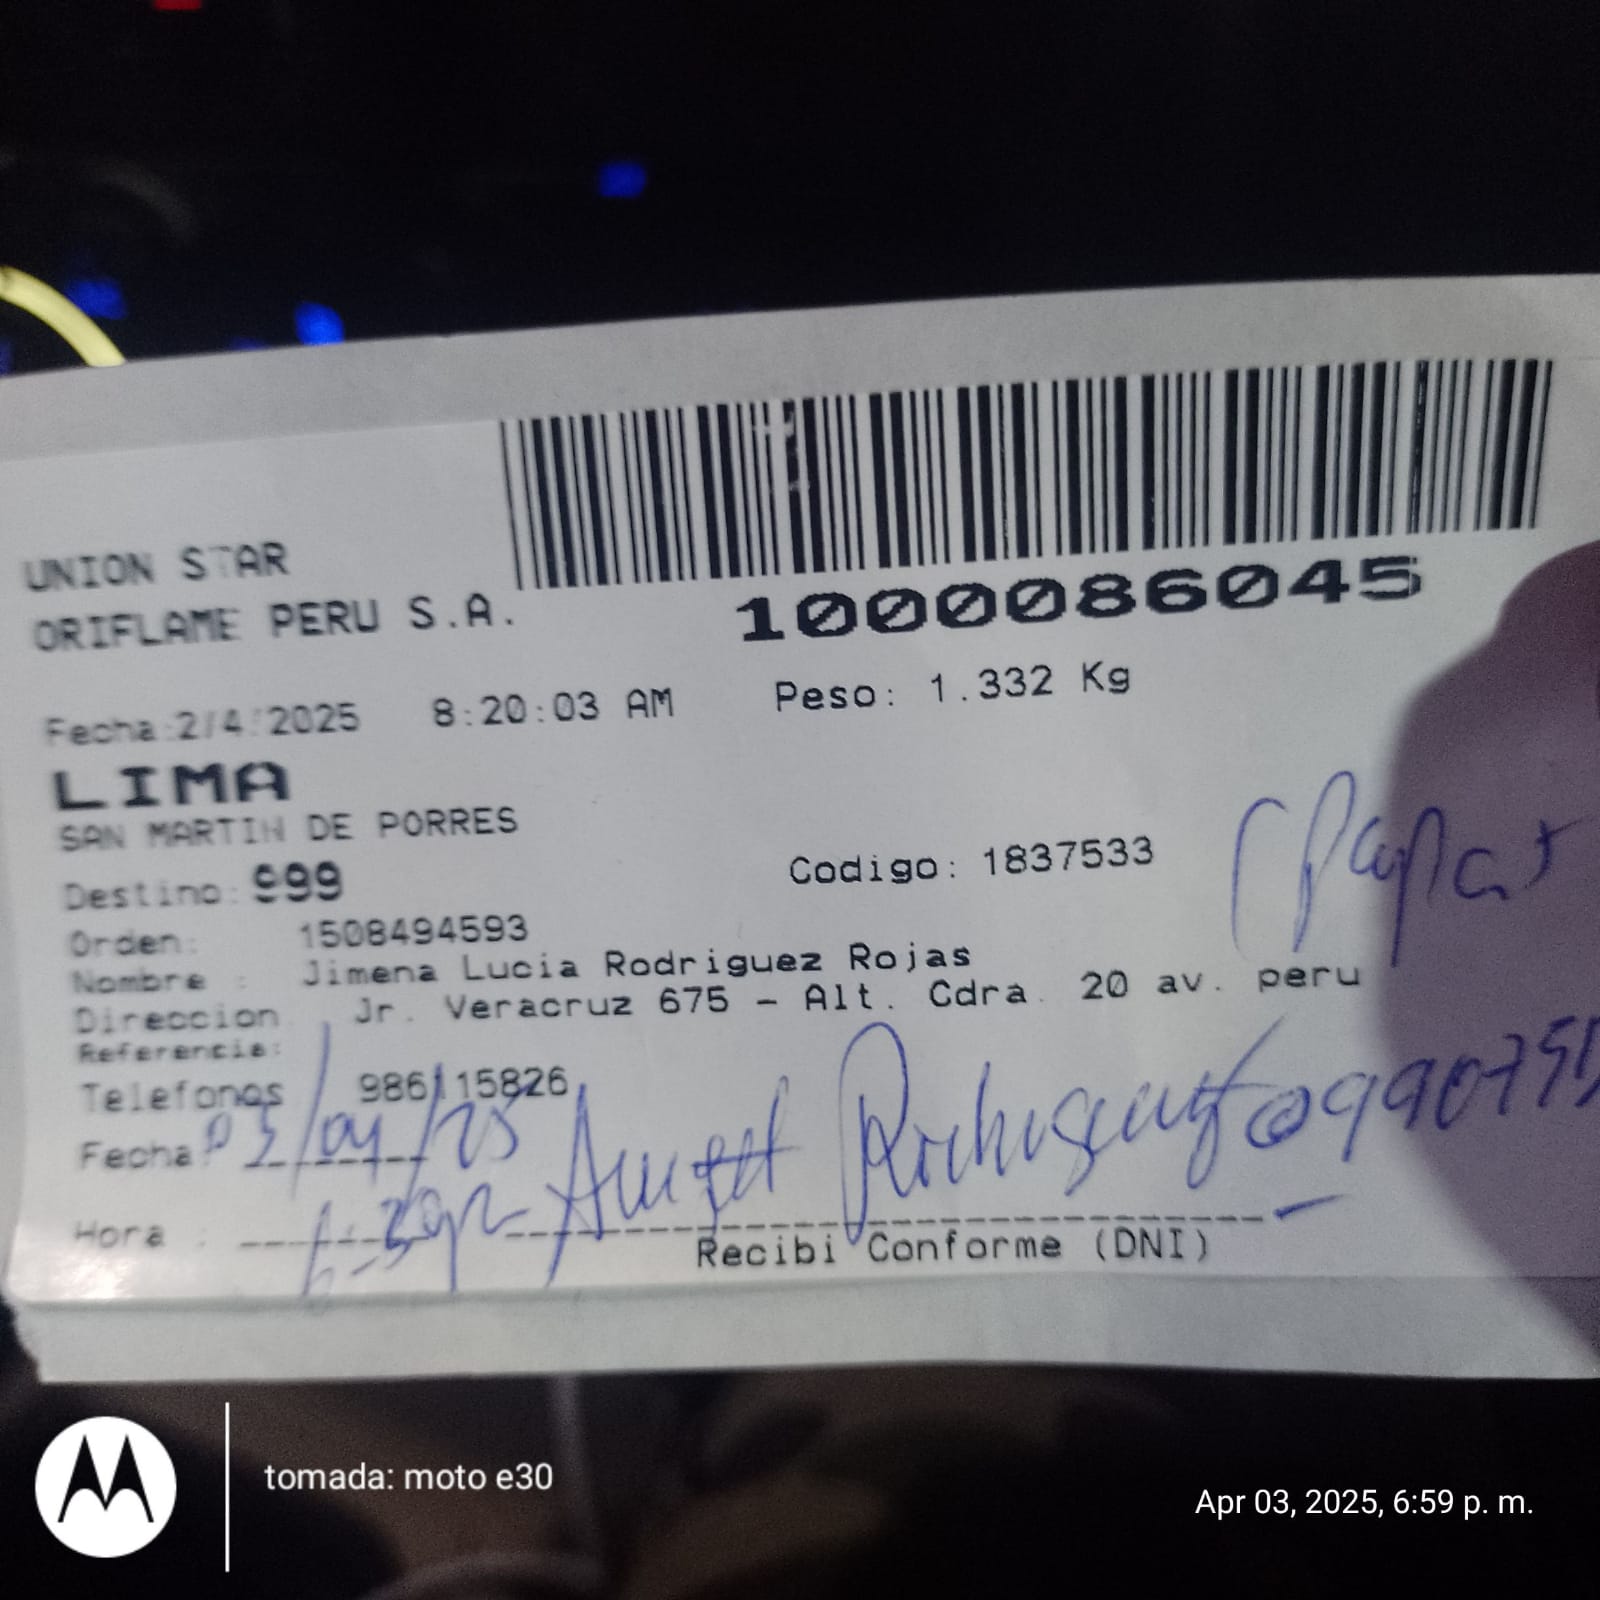 UNION STAR
ORIFLAME PERU S.A.
1000086045
Fecha:2/4/2025 8:20:03 AM Peso: 1.332 Kg
LIMA
SAN MARTIN DE PORRES
Destino: 999 Codigo: 1837533
Orden: 1508494593
Nombre : Jimena Lucia Rodriguez Rojas
Direccion Jr. Veracruz 675 - Alt. Cdra. 20 av. peru
Referencia:
Telefonos 986115826
Fecha: 03/04/25
Hora :
Recibi Conforme (DNI)
tomada: moto e30
Apr 03, 2025, 6:59 p. m.